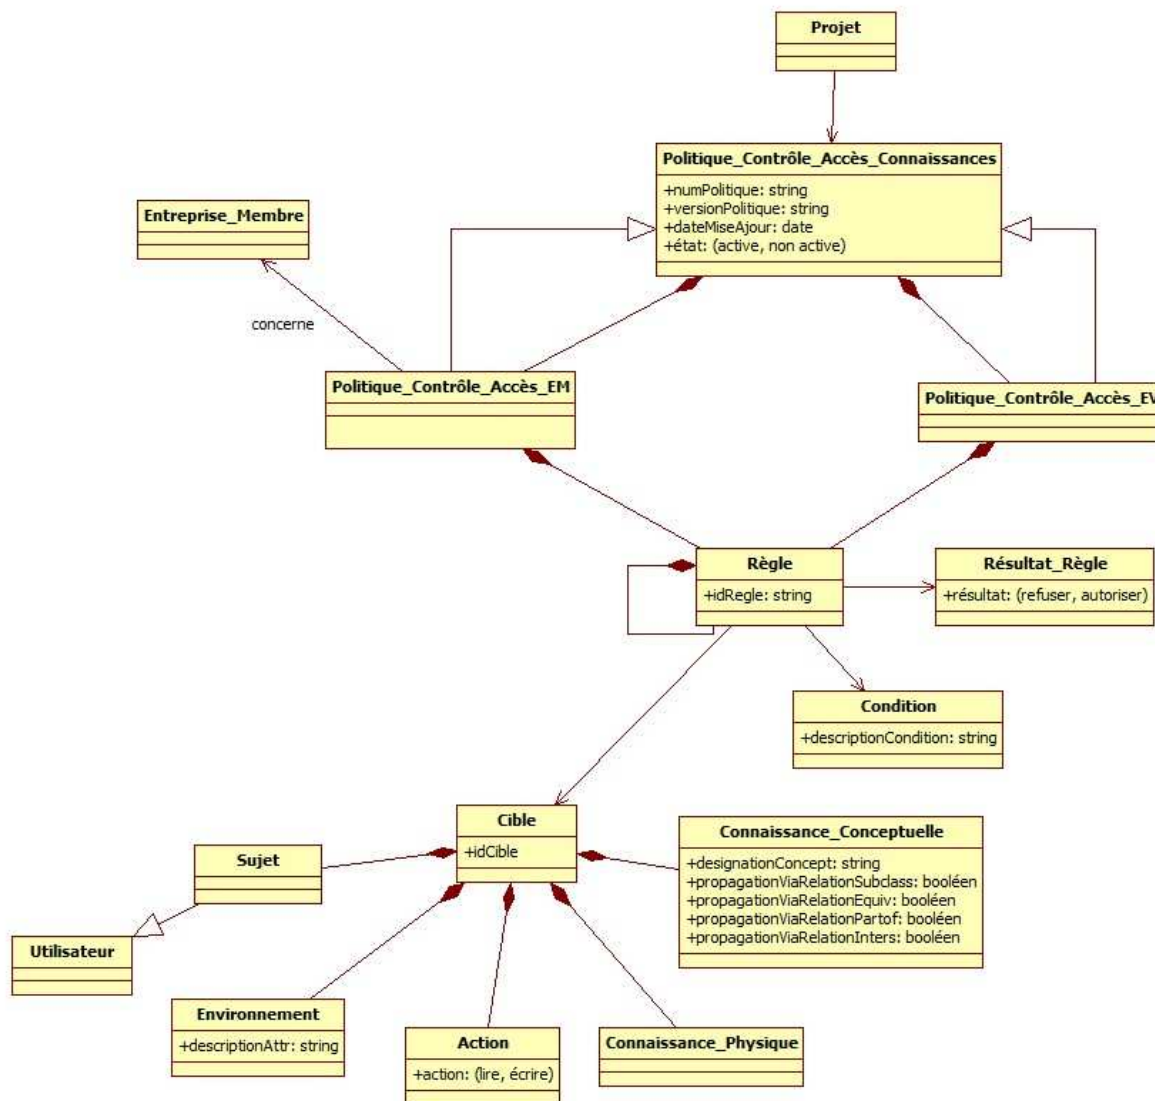 Projet
Politique_Contrôle_Accès_Connaissances
+numPolitique: string
+versionPolitique: string
+dateMiseAjour: date
+état: (active, non active)
Entreprise_Membre
concerne
Politique_Contrôle_Accès_EM
Politique_Contrôle_Accès_EV
Règle
+idRegle: string
Résultat_Règle
+résultat: (refuser, autoriser)
Condition
+descriptionCondition: string
Cible
+idCible
Connaissance_Conceptuelle
+designationConcept: string
+propagationViaRelationSubclass: booléen
+propagationViaRelationEquiv: booléen
+propagationViaRelationPartof: booléen
+propagationViaRelationInters: booléen
Sujet
Utilisateur
Environnement
+descriptionAttr: string
Action
+action: (lire, écrire)
Connaissance_Physique